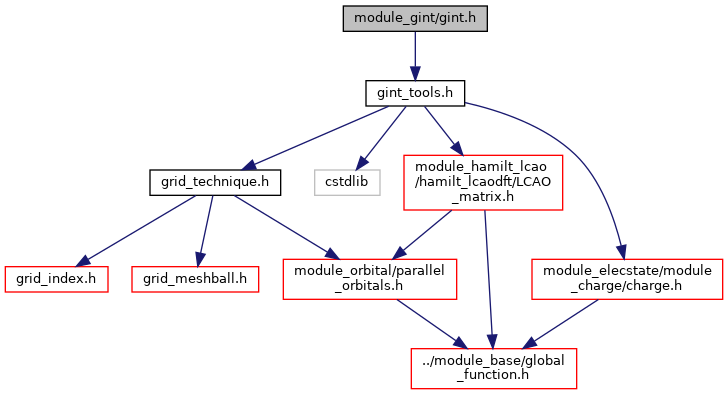 module_gint/gint.h
gint_tools.h
grid_technique.h
cstdlib
module_hamilt_lcao
/hamilt_lcaodft/LCAO
_matrix.h
grid_index.h
grid_meshball.h
module_orbital/parallel
_orbitals.h
module_elecstate/module
_charge/charge.h
../module_base/global
_function.h